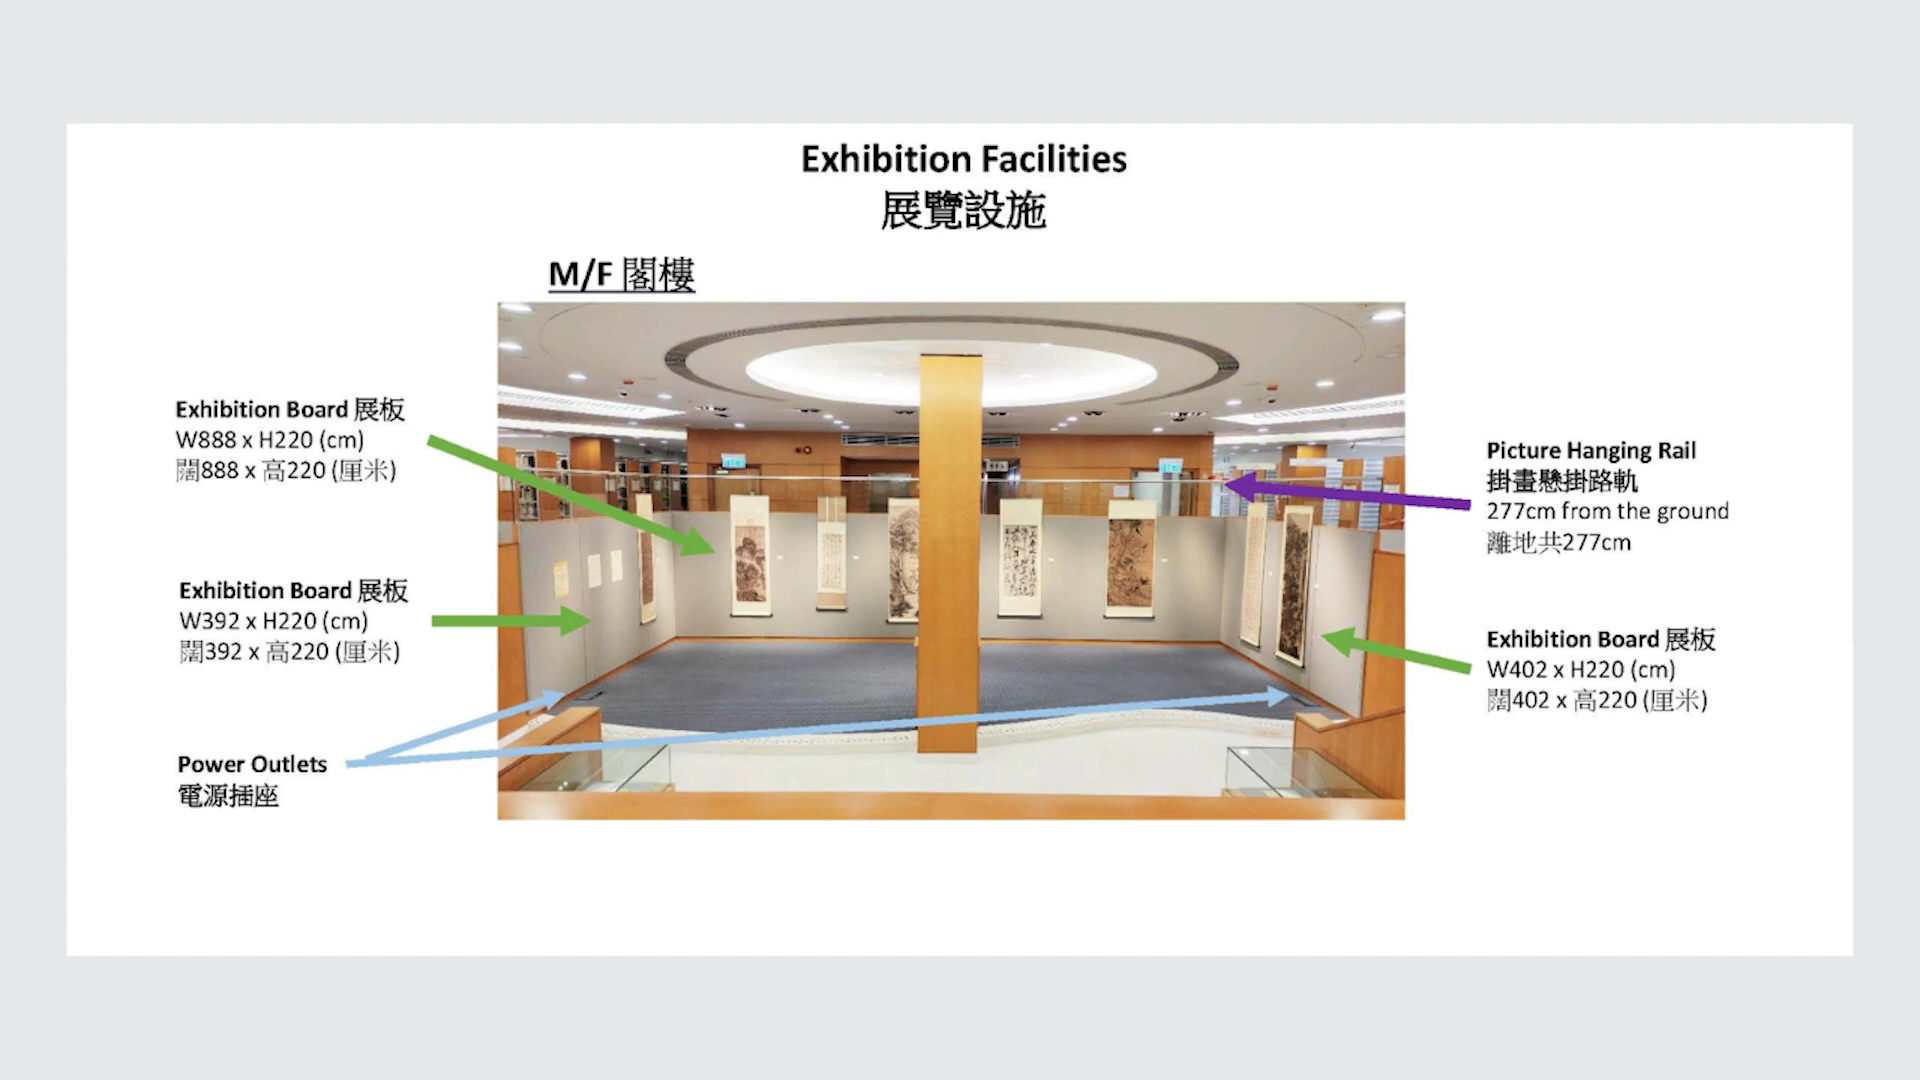 Exhibition Facilities
展覽設施
M/F 閣樓
Exhibition Board 展板
W888 x H220 (cm)
闊888 x 高220 (厘米)
Exhibition Board 展板
W392 x H220 (cm)
闊392 x 高220 (厘米)
Power Outlets
電源插座
Picture Hanging Rail
掛畫懸掛路軌
277cm from the ground
離地共277cm
Exhibition Board 展板
W402 x H220 (cm)
闊402 x 高220 (厘米)